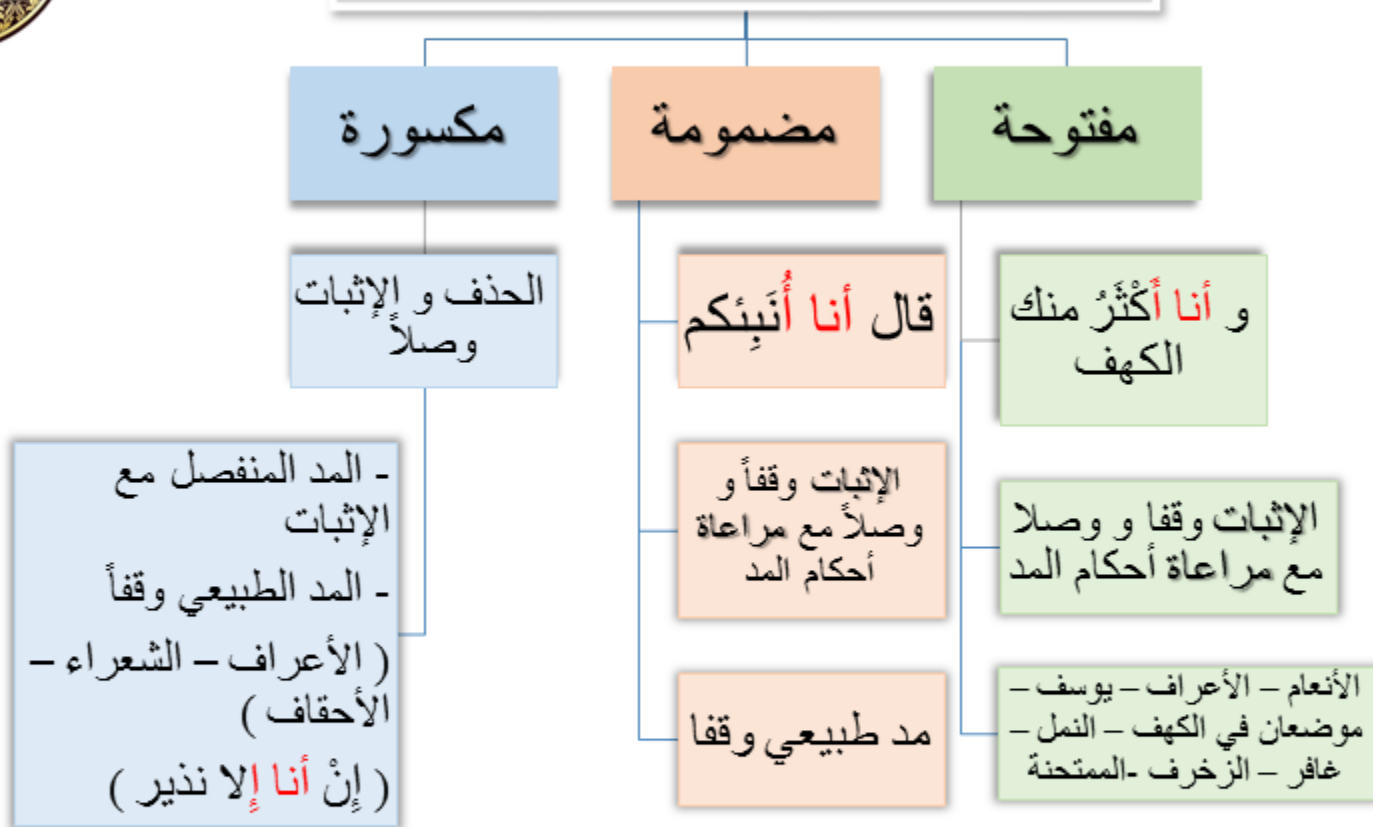 مفتوحة
و أنا أَكْثَرُ منك
الكهف
الإثبات وقفا و وصلا
مع مراعاة أحكام المد
الأنعام – الأعراف – يوسف –
موضعان في الكهف – النمل –
غافر – الزخرف -الممتحنة
مضمومة
قال أنا أُنَبِئكم
الإثبات وقفاً و
وصلاً مع مراعاة
أحكام المد
مد طبيعي وقفا
مكسورة
الحذف و الإثبات
وصلاً
- المد المنفصل مع
الإثبات
- المد الطبيعي وقفاً
( الأعراف – الشعراء –
الأحقاف )
( إِنْ أنا إِلا نذير )